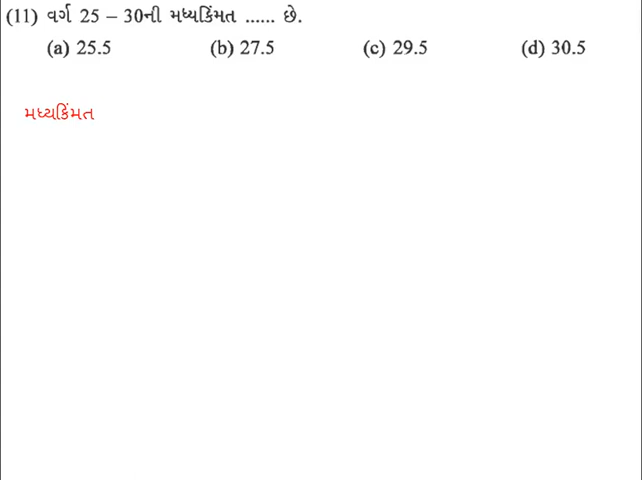 (11) વર્ગ 25 – 30ની મધ્યકિંમત ...... છે.
(a) 25.5 (b) 27.5 (c) 29.5 (d) 30.5
મધ્યકિંમત